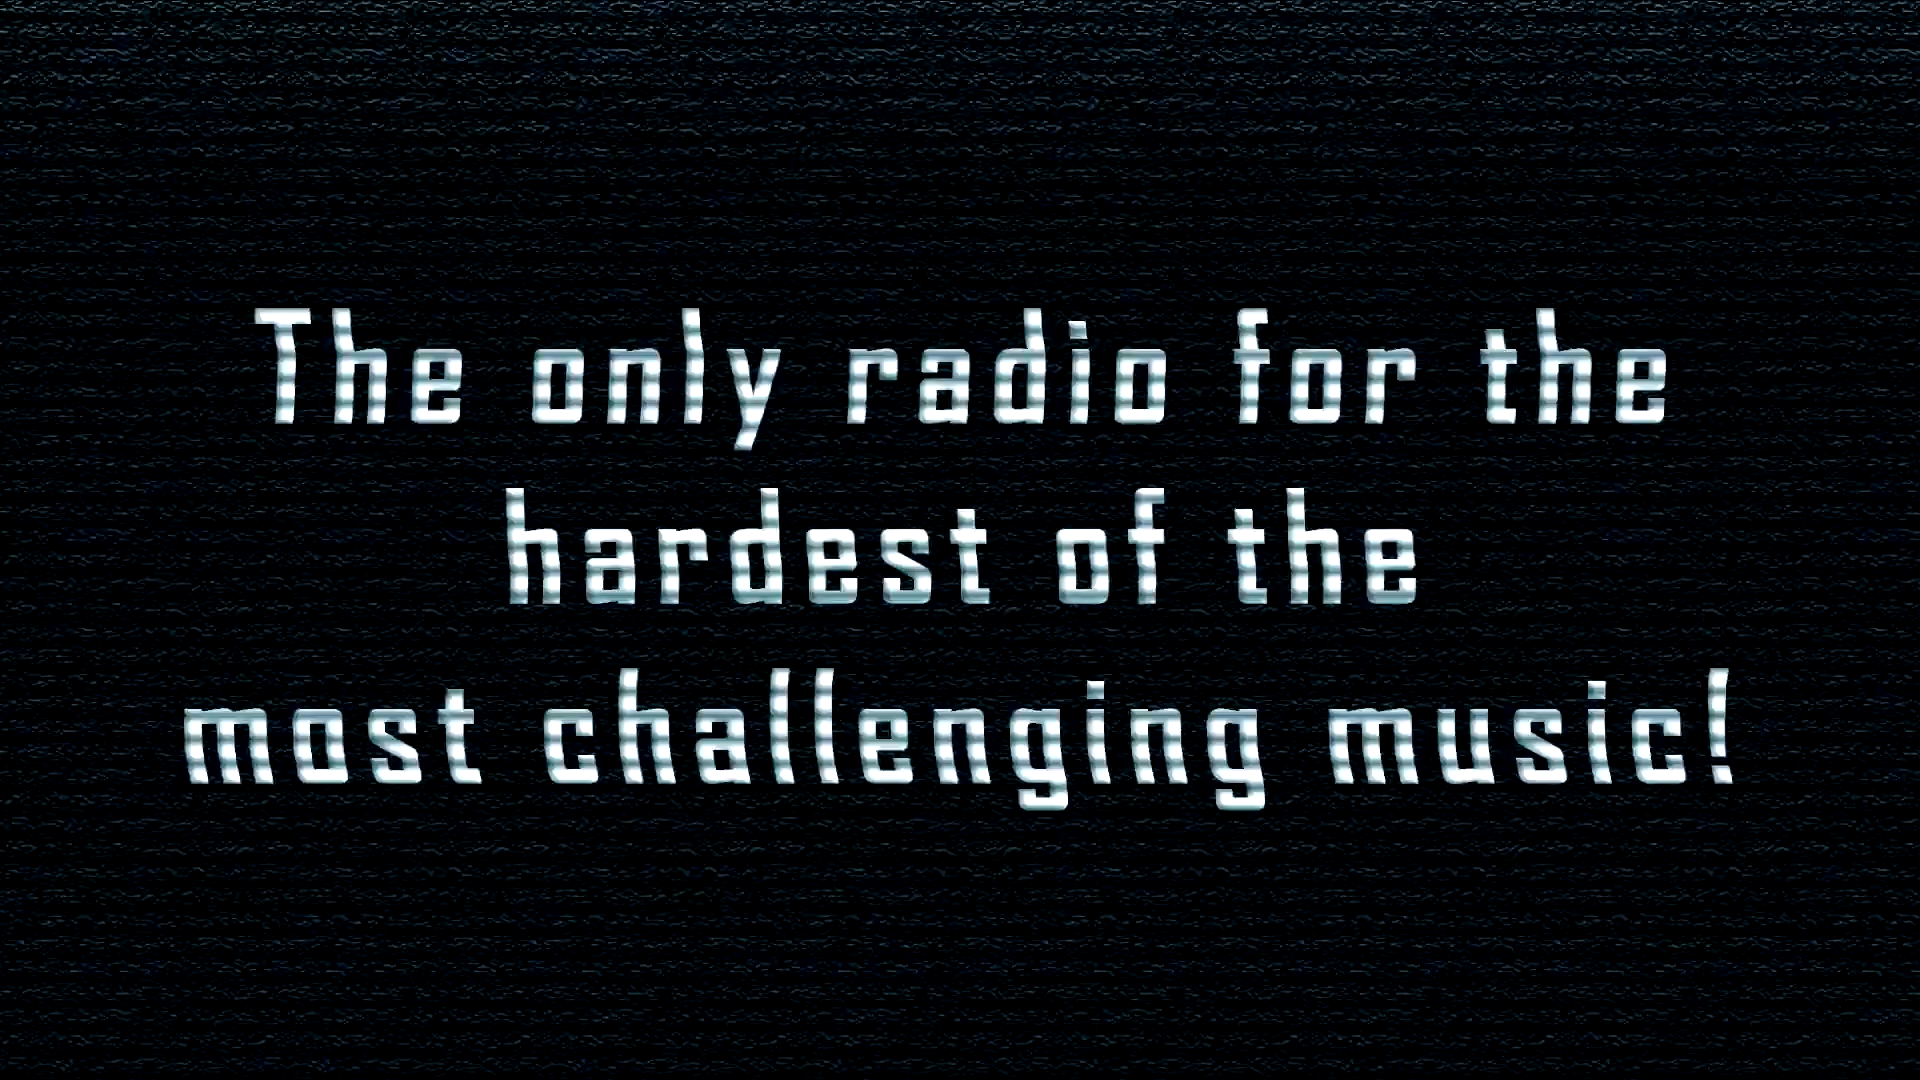 The only radio for the
hardest of the
most challenging music!